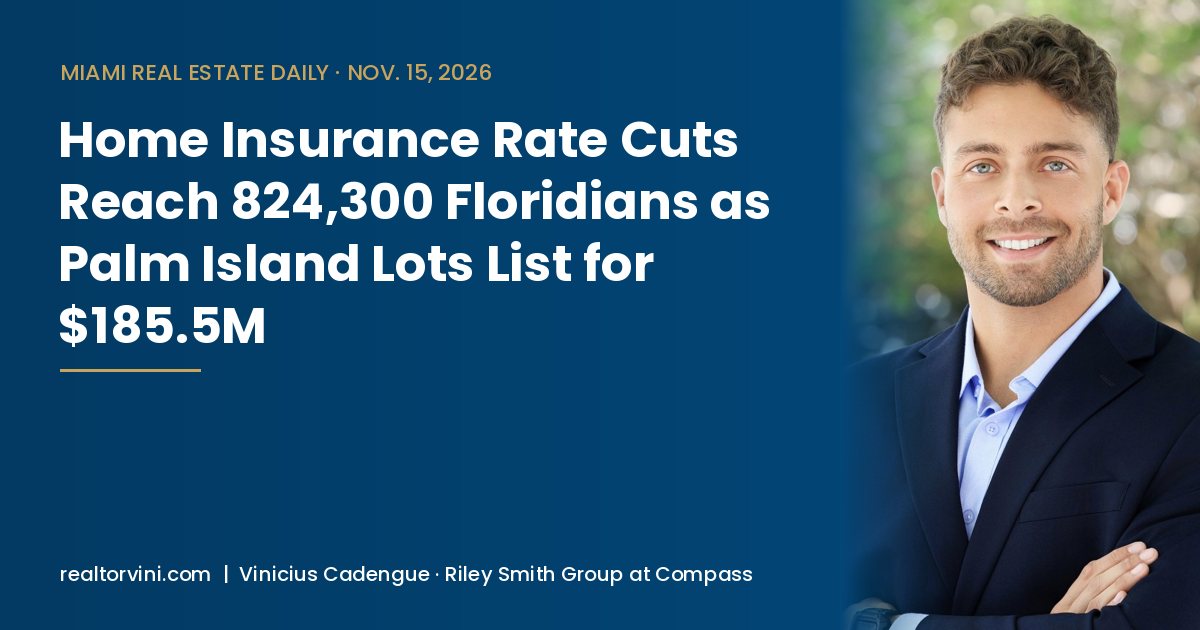 MIAMI REAL ESTATE DAILY · NOV. 15, 2026
Home Insurance Rate Cuts
Reach 824,300 Floridians as
Palm Island Lots List for
$185.5M
realtorvini.com | Vinicius Cadengue · Riley Smith Group at Compass